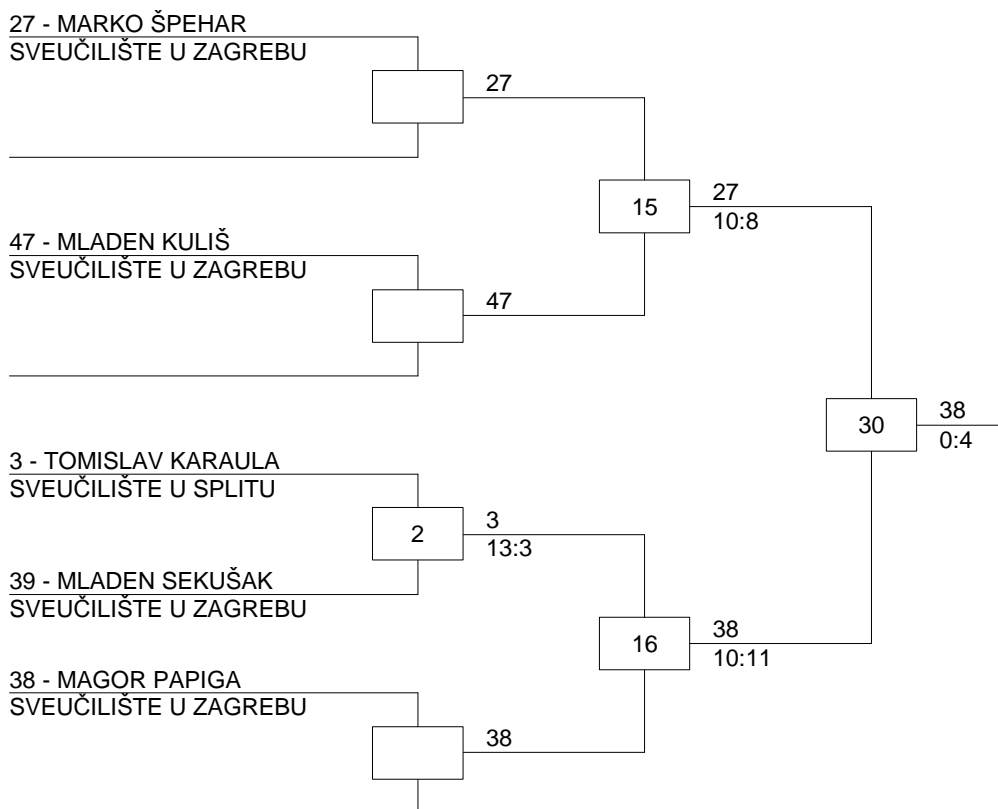 27 - MARKO ŠPEHAR
SVEUČILIŠTE U ZAGREBU
27
15
27
10:8
47 - MLADEN KULIŠ
SVEUČILIŠTE U ZAGREBU
47
30
38
0:4
3 - TOMISLAV KARAULA
SVEUČILIŠTE U SPLITU
2
3
13:3
39 - MLADEN SEKUŠAK
SVEUČILIŠTE U ZAGREBU
16
38
10:11
38 - MAGOR PAPIGA
SVEUČILIŠTE U ZAGREBU
38